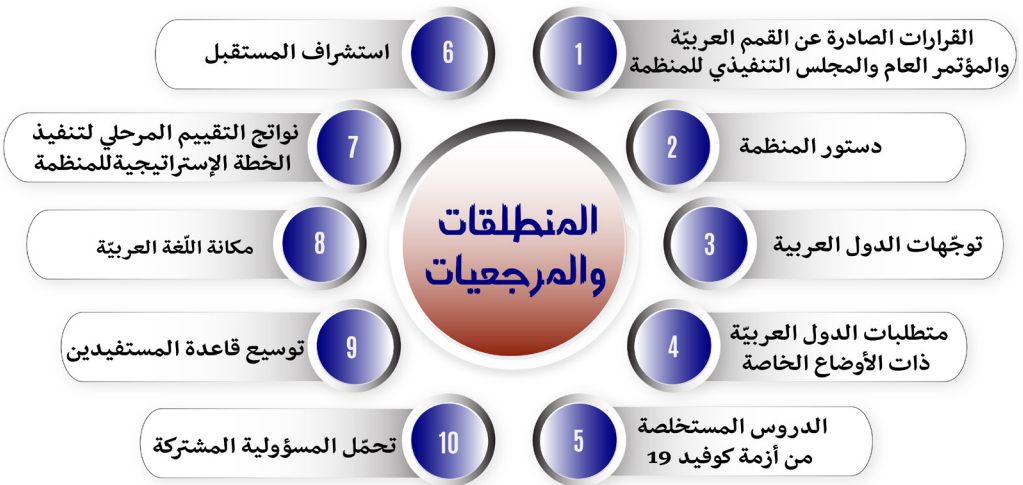 المنطلقات
والمرجعيات
1
القرارات الصادرة عن القمم العربيّة
والمؤتمر العام والمجلس التنفيذي للمنظمة
2
دستور المنظمة
3
توجّهات الدول العربية
4
متطلبات الدول العربيّة
ذات الأوضاع الخاصة
5
الدروس المستخلصة
من أزمة كوفيد 19
6
استشراف المستقبل
7
نواتج التقييم المرحلي لتنفيذ
الخطة الإستراتيجيةللمنظمة
8
مكانة اللّغة العربيّة
9
توسيع قاعدة المستفيدين
10
تحمّل المسؤولية المشتركة